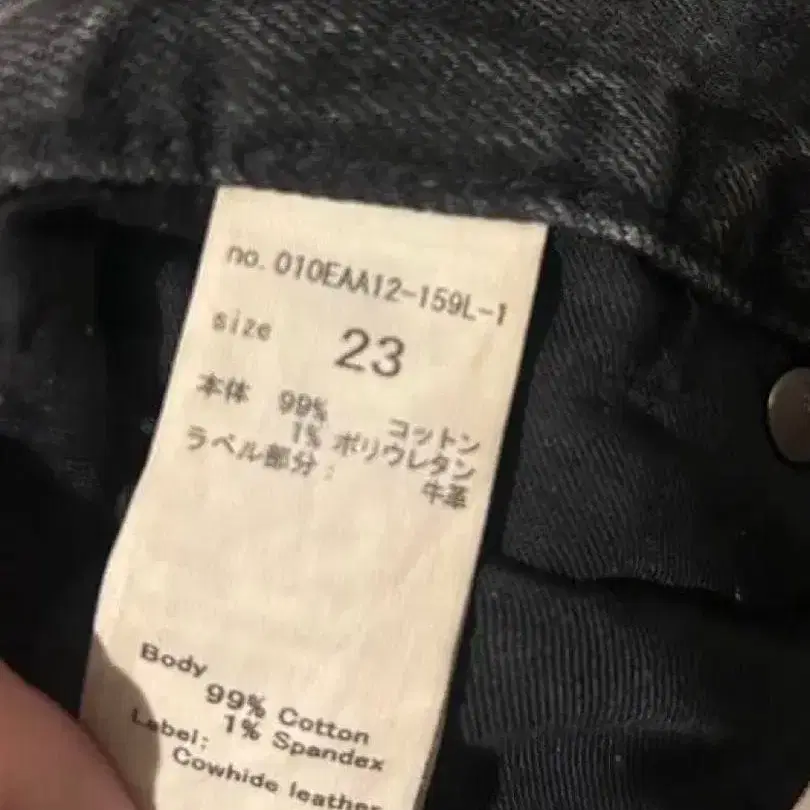 no. 010EAA12-159L-1
size 23
本体 99% コットン
1% ポリウレタン
ラベル部分: 牛革
Body
99% Cotton
1% Spandex
Label:
Cowhide leather